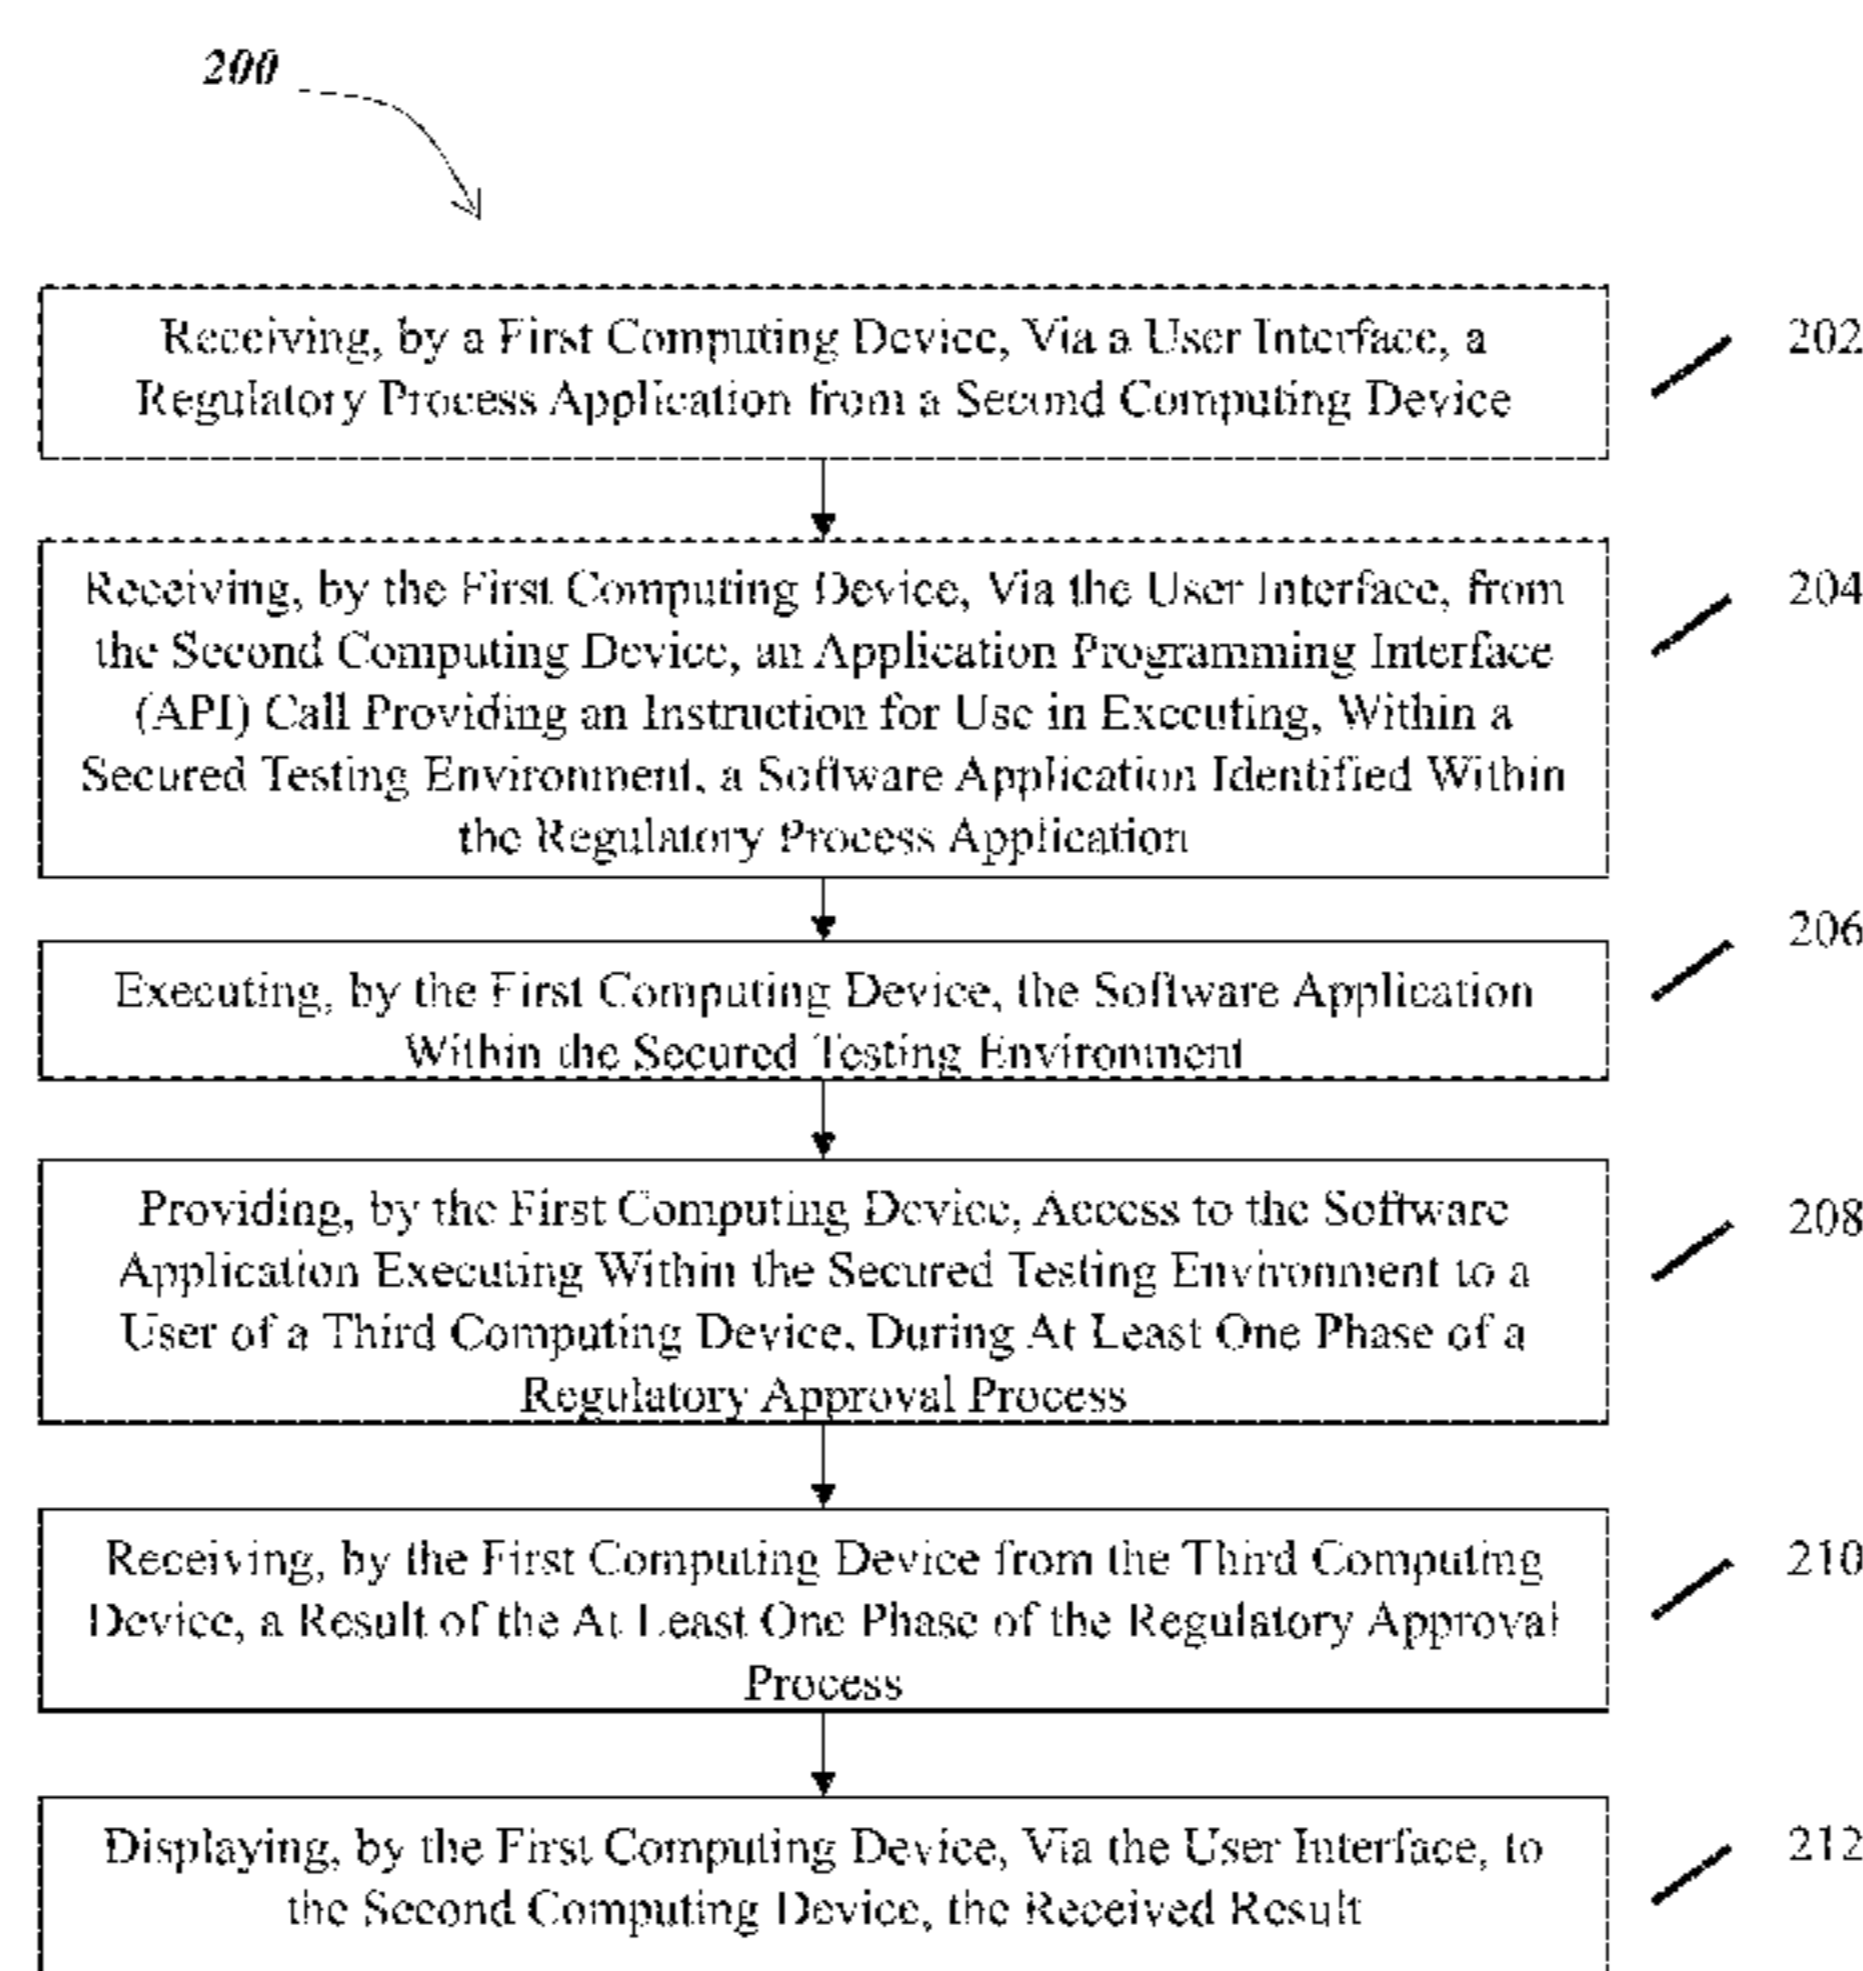 200
Receiving, by a First Computing Device, Via a User Interface, a
Regulatory Process Application from a Second Computing Device
202
Receiving, by the First Computing Device, Via the User Interface, from
the Second Computing Device, an Application Programming Interface
(API) Call Providing an Instruction for Use in Executing, Within a
Secured Testing Environment, a Software Application Identified Within
the Regulatory Process Application
204
Executing, by the First Computing Device, the Software Application
Within the Secured Testing Environment
206
Providing, by the First Computing Device, Access to the Software
Application Executing Within the Secured Testing Environment to a
User of a Third Computing Device, During At Least One Phase of a
Regulatory Approval Process
208
Receiving, by the First Computing Device from the Third Computing
Device, a Result of the At Least One Phase of the Regulatory Approval
Process
210
Displaying, by the First Computing Device, Via the User Interface, to
the Second Computing Device, the Received Result
212